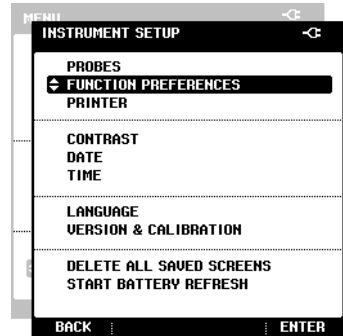 MENU
INSTRUMENT SETUP
PROBES
FUNCTION PREFERENCES
PRINTER
CONTRAST
DATE
TIME
LANGUAGE
VERSION & CALIBRATION
DELETE ALL SAVED SCREENS
START BATTERY REFRESH
BACK ENTER